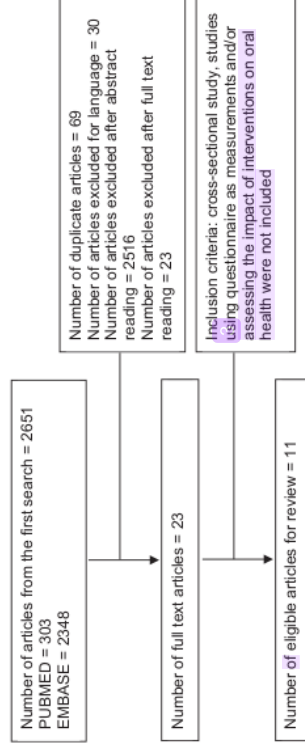 Number of articles from the first search = 2651
PUBMED = 303
EMBASE = 2348
Number of duplicate articles = 69
Number of articles excluded for language = 30
Number of articles excluded after abstract
reading = 2516
Number of articles excluded after full text
reading = 23
Number of full text articles = 23
Inclusion criteria: cross-sectional study, studies
using questionnaire as measurements and/or
assessing the impact of interventions on oral
health were not included
Number of eligible articles for review = 11